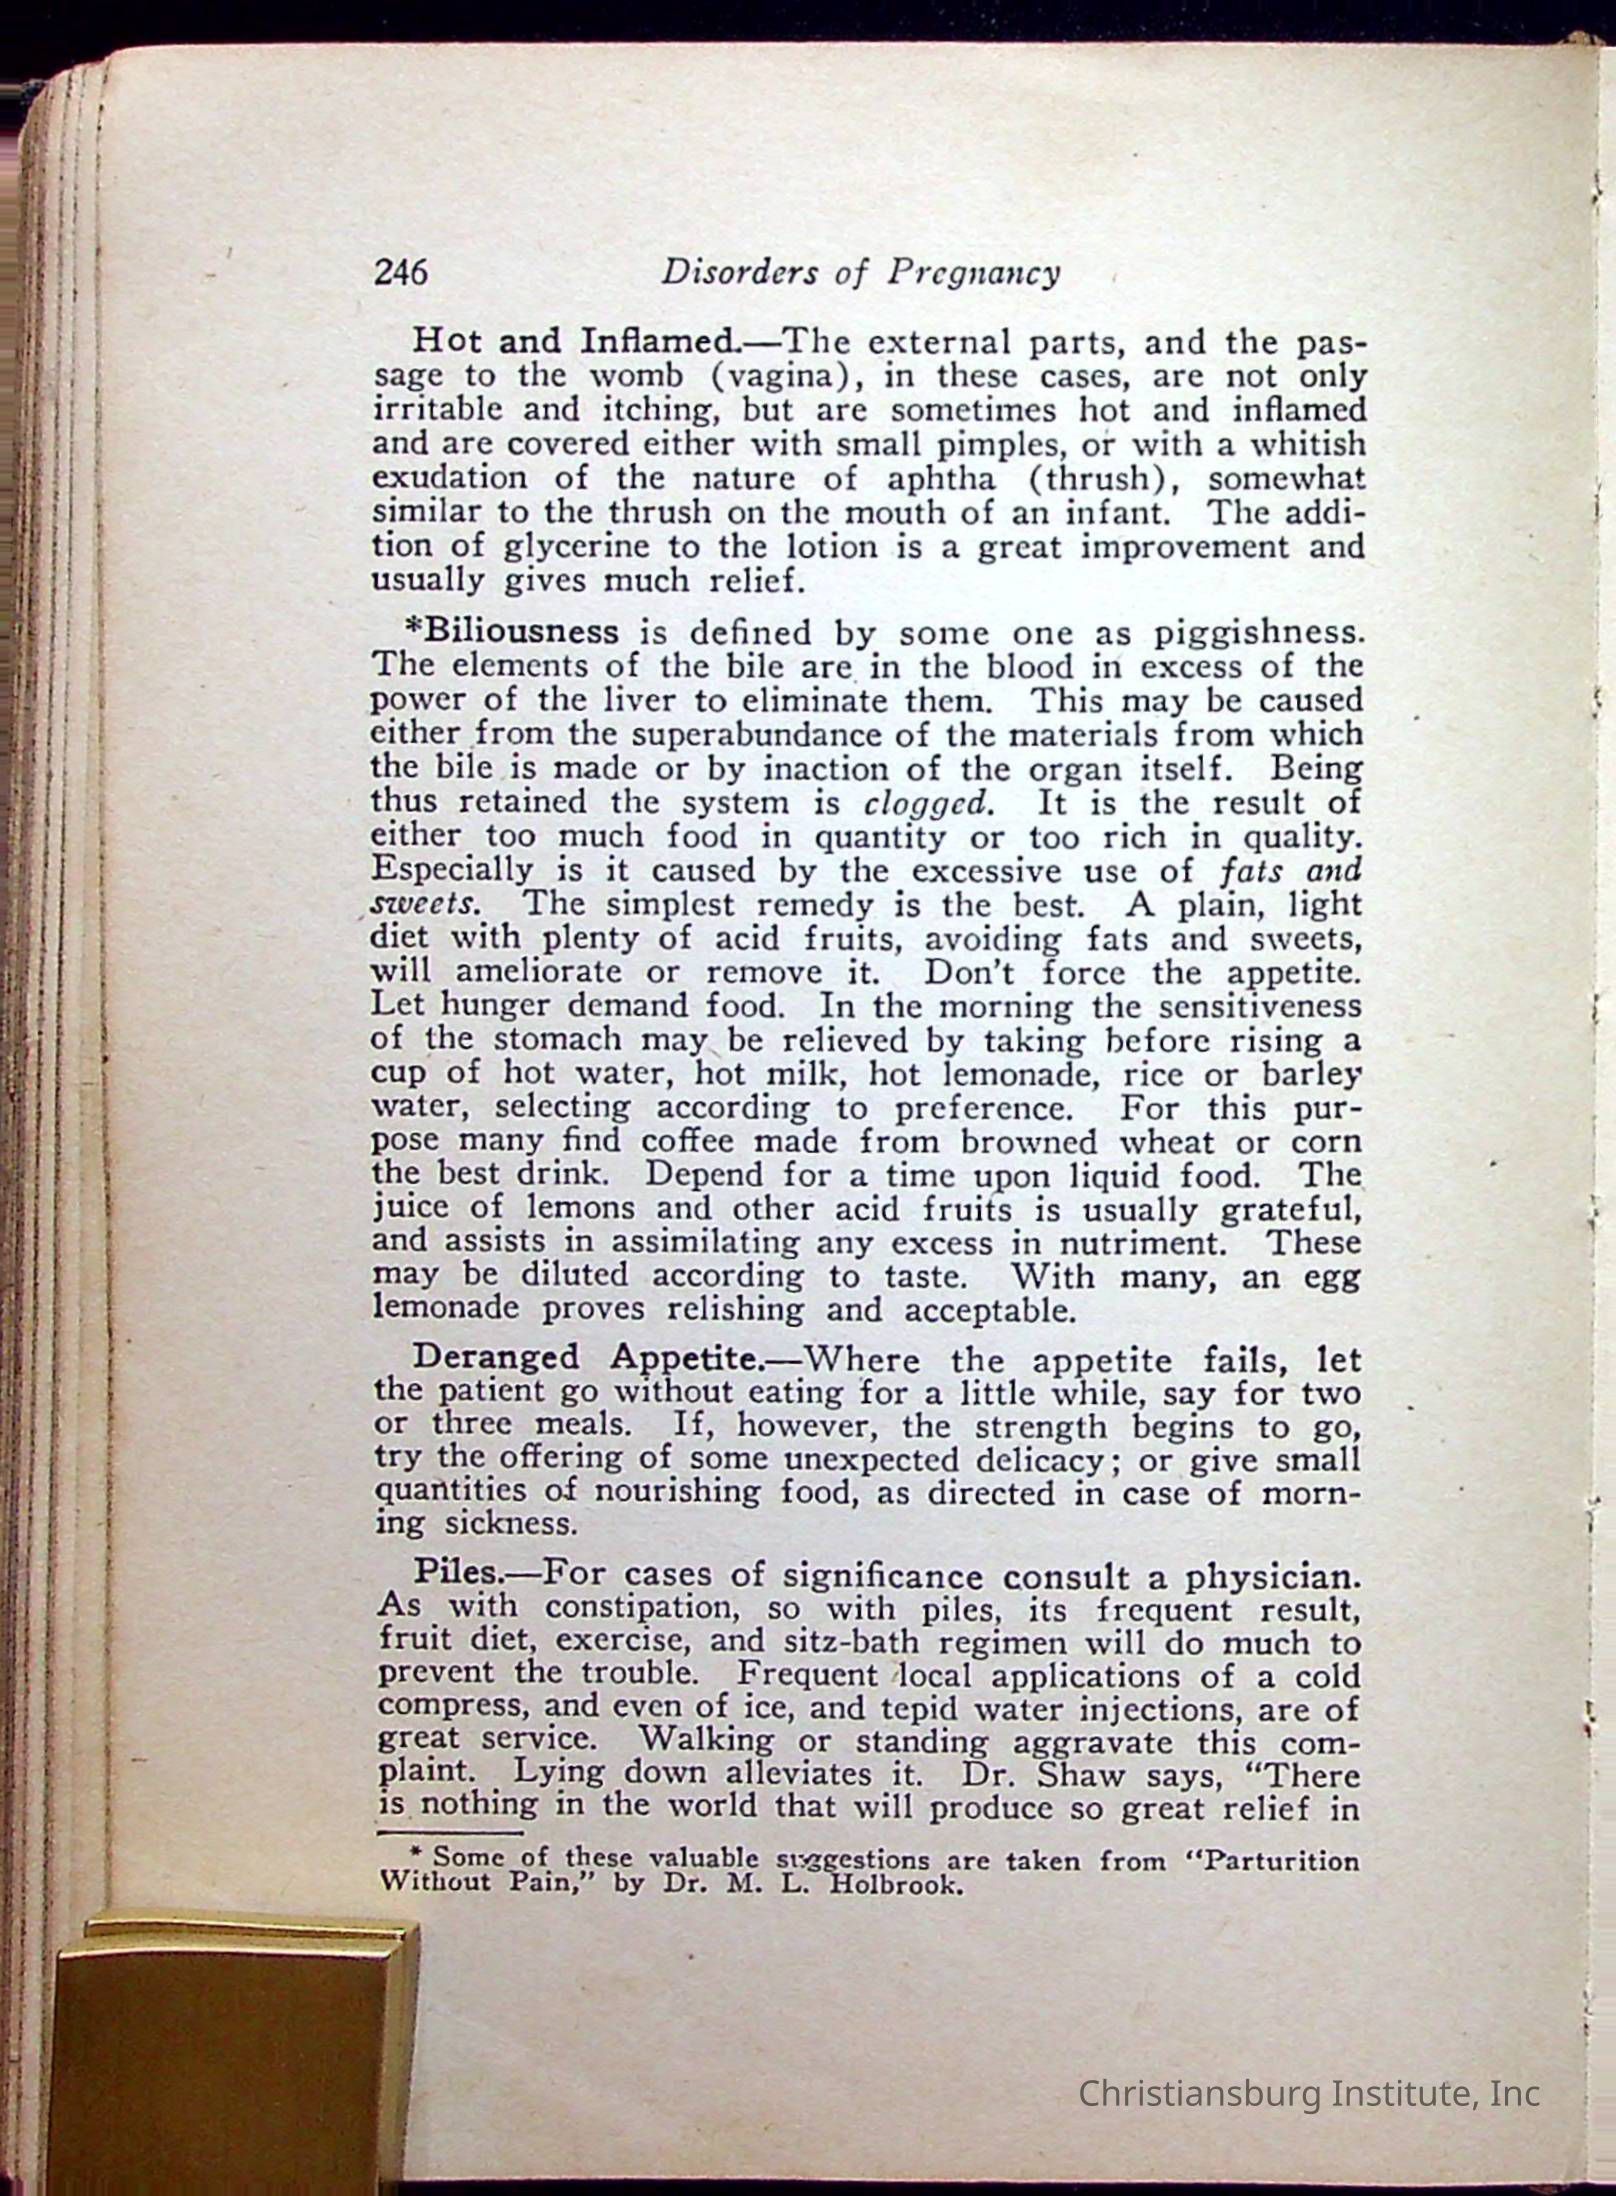 246 Disorders of Pregnancy
Hot and Inflamed.—The external parts, and the pas-
sage to the womb (vagina), in these cases, are not only
irritable and itching, but are sometimes hot and inflamed
and are covered either with small pimples, or with a whitish
exudation of the nature of aphtha (thrush), somewhat
similar to the thrush on the mouth of an infant. The addi-
tion of glycerine to the lotion is a great improvement and
usually gives much relief.
*Biliousness is defined by some one as piggishness.
The elements of the bile are in the blood in excess of the
power of the liver to eliminate them. This may be caused
either from the superabundance of the materials from which
the bile is made or by inaction of the organ itself. Being
thus retained the system is clogged. It is the result of
either too much food in quantity or too rich in quality.
Especially is it caused by the excessive use of fats and
sweets. The simplest remedy is the best. A plain, light
diet with plenty of acid fruits, avoiding fats and sweets,
will ameliorate or remove it. Don't force the appetite.
Let hunger demand food. In the morning the sensitiveness
of the stomach may be relieved by taking before rising a
cup of hot water, hot milk, hot lemonade, rice or barley
water, selecting according to preference. For this pur-
pose many find coffee made from browned wheat or corn
the best drink. Depend for a time upon liquid food. The
juice of lemons and other acid fruits is usually grateful,
and assists in assimilating any excess in nutriment. These
may be diluted according to taste. With many, an egg
lemonade proves relishing and acceptable.
Deranged Appetite.—Where the appetite fails, let
the patient go without eating for a little while, say for two
or three meals. If, however, the strength begins to go,
try the offering of some unexpected delicacy; or give small
quantities of nourishing food, as directed in case of morn-
ing sickness.
Piles.—For cases of significance consult a physician.
As with constipation, so with piles, its frequent result,
fruit diet, exercise, and sitz-bath regimen will do much to
prevent the trouble. Frequent local applications of a cold
compress, and even of ice, and tepid water injections, are of
great service. Walking or standing aggravate this com-
plaint. Lying down alleviates it. Dr. Shaw says, "There
is nothing in the world that will produce so great relief in
* Some of these valuable suggestions are taken from "Parturition
Without Pain," by Dr. M. L. Holbrook.
Christiansburg Institute, Inc